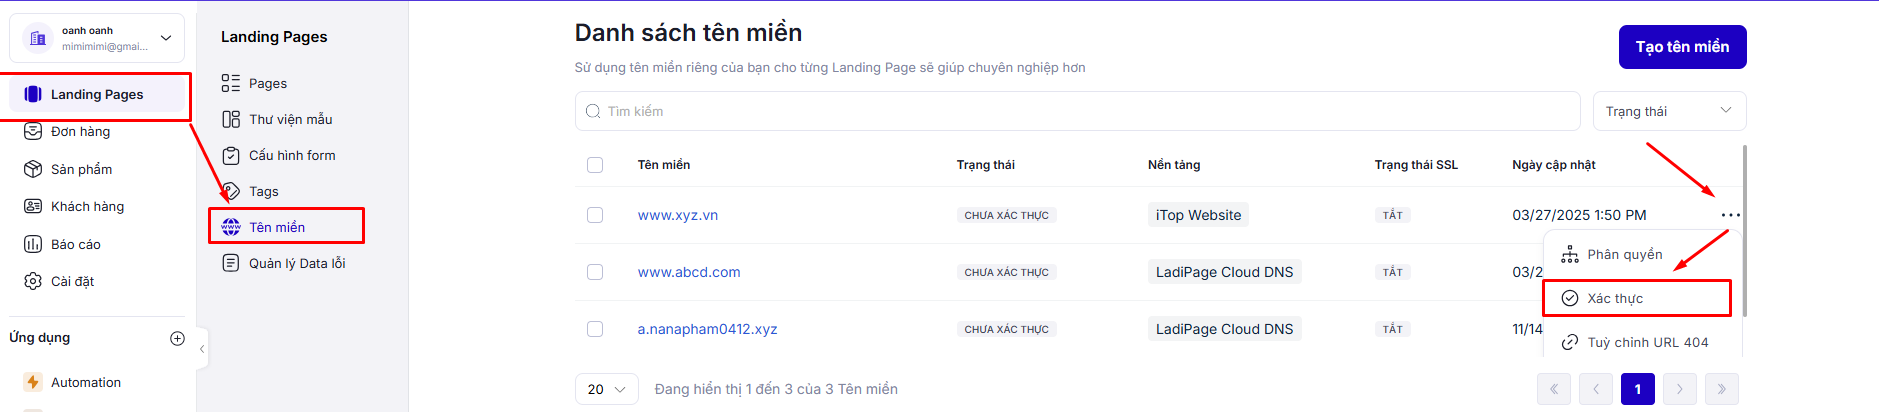 oanh oanh
mimimimi@gmai...
Landing Pages
Đơn hàng
Sản phẩm
Khách hàng
Báo cáo
Cài đặt
Ứng dụng
Automation
Landing Pages
Pages
Thư viện mẫu
Cấu hình form
Tags
Tên miền
Quản lý Data lỗi
Danh sách tên miền
Sử dụng tên miền riêng của bạn cho từng Landing Page sẽ giúp chuyên nghiệp hơn
Tạo tên miền
Tìm kiếm
Trạng thái
Tên miền Trạng thái Nền tảng Trạng thái SSL Ngày cập nhật
www.xyz.vn CHƯA XÁC THỰC iTop Website TẮT 03/27/2025 1:50 PM
www.abcd.com CHƯA XÁC THỰC LadiPage Cloud DNS TẮT 03/2
a.nanapham0412.xyz CHƯA XÁC THỰC LadiPage Cloud DNS TẮT 11/14
Phân quyền
Xác thực
Tuỳ chỉnh URL 404
20 Đang hiển thị 1 đến 3 của 3 Tên miền
1